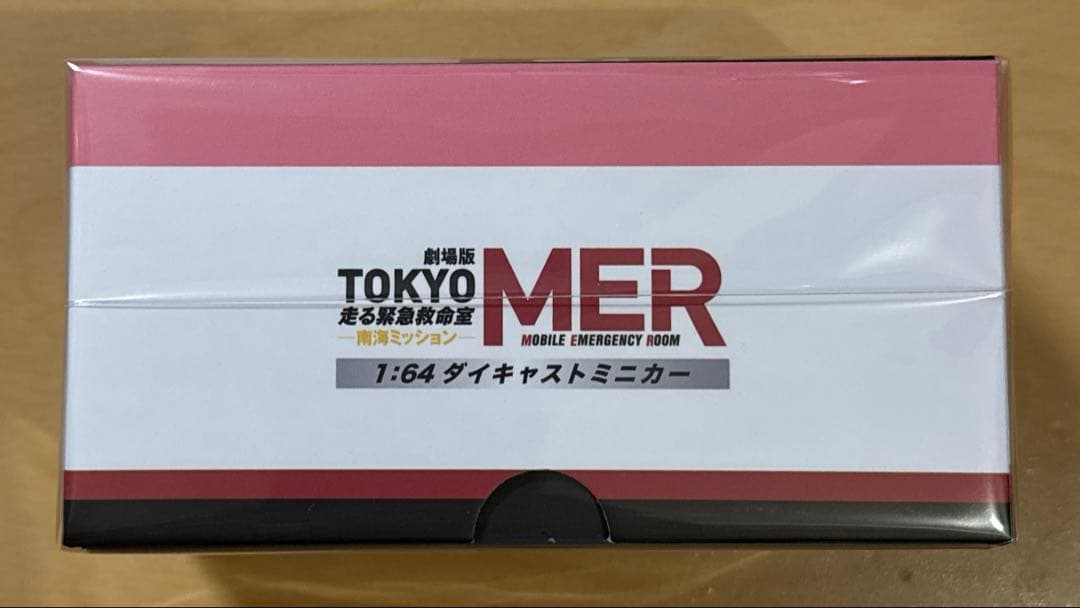 劇場版
TOKYO MER
走る緊急救命室
南海ミッション
MOBILE EMERGENCY ROOM
1:64 ダイキャストミニカー